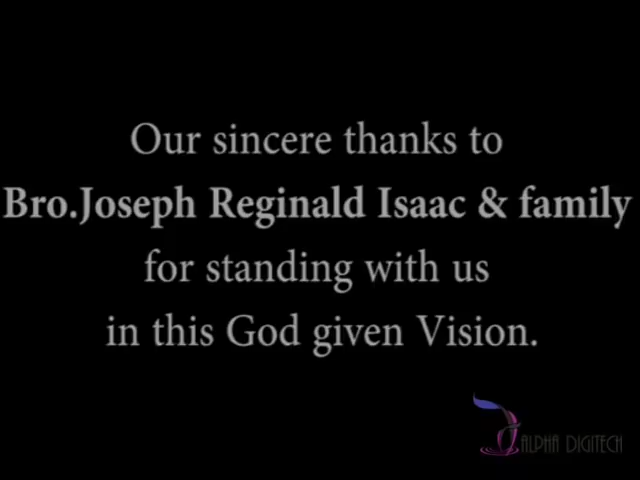 Our sincere thanks to
Bro.Joseph Reginald Isaac & family
for standing with us
in this God given Vision.
ALPHA DIGITECH